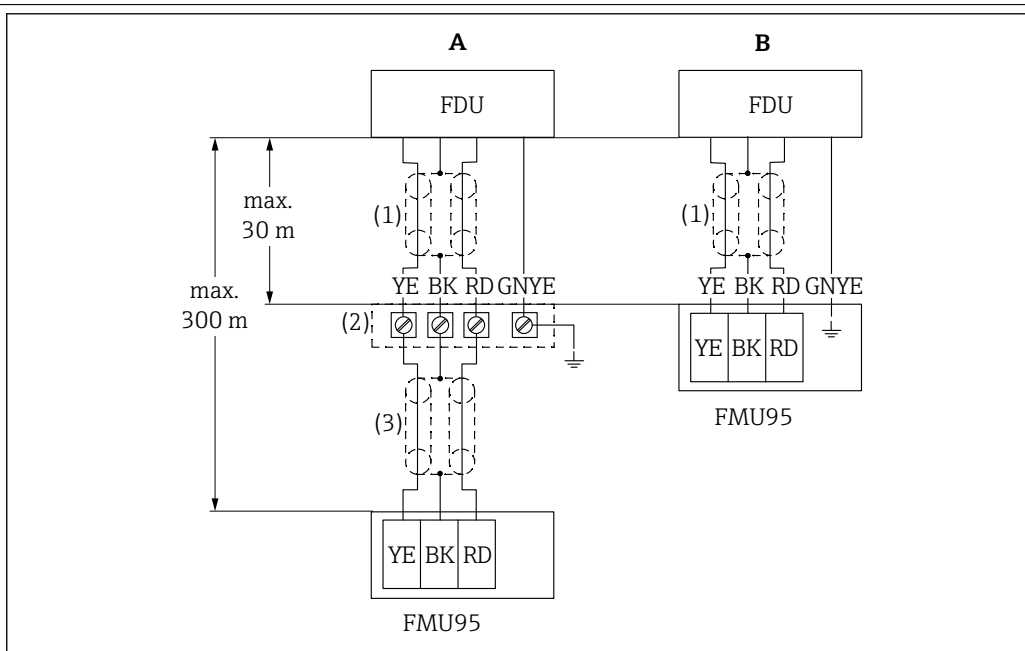 A B
FDU FDU
max.
30 m
(1) (1)
max.
300 m
YE BK RD GNYE YE BK RD GNYE
(2)
YE BK RD
FMU95
(3)
YE BK RD
FMU95